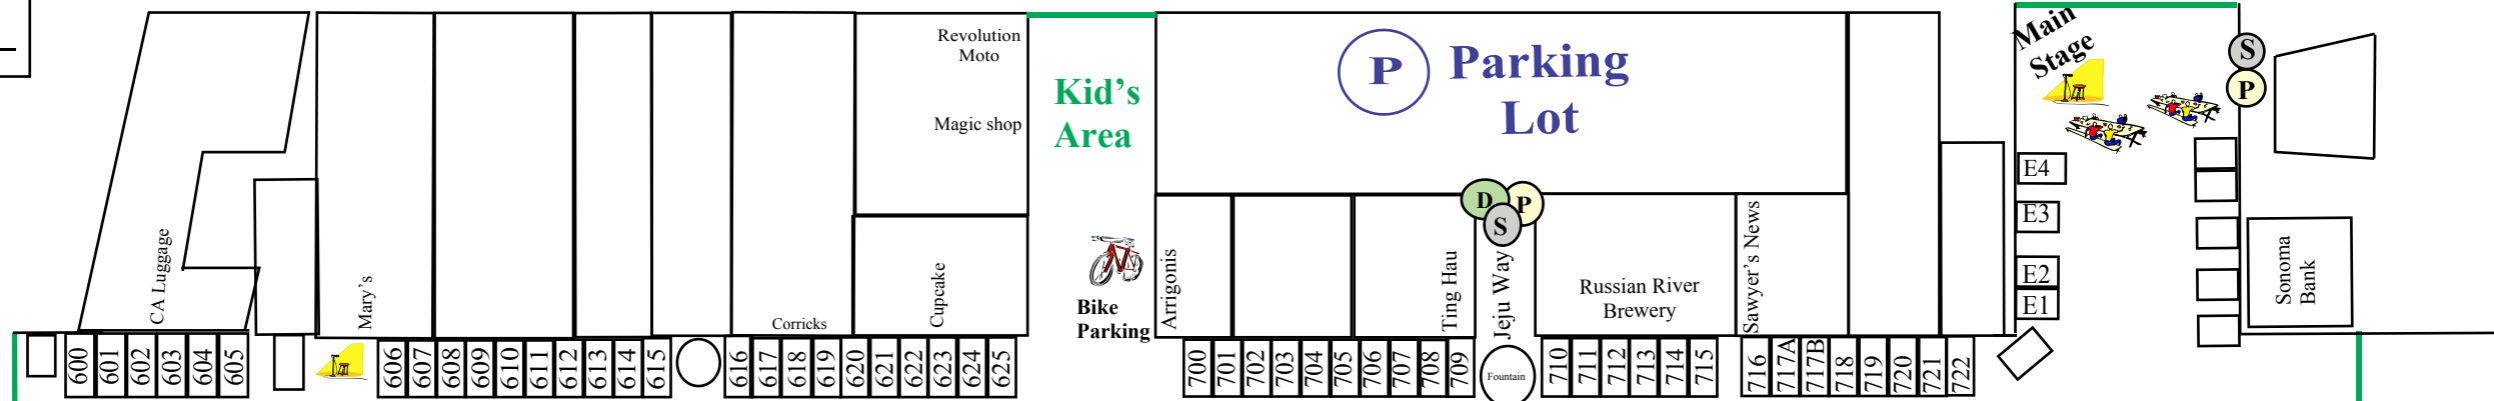 Revolution
Moto
Magic shop
Kid's
Area
P
Parking
Lot
Main
Stage
S
P
D
P
S
E4
E3
E2
E1
CA Luggage
Mary's
Corricks
Cupcake
Bike
Parking
Arrigonis
Ting Hau
Jeju Way
Russian River
Brewery
Sawyer's News
Sonoma
Bank
600
601
602
603
604
605
606
607
608
609
610
611
612
613
614
615
616
617
618
619
620
621
622
623
624
625
700
701
702
703
704
705
706
707
708
709
Fountain
710
711
712
713
714
715
716
717A
717B
718
719
720
721
722